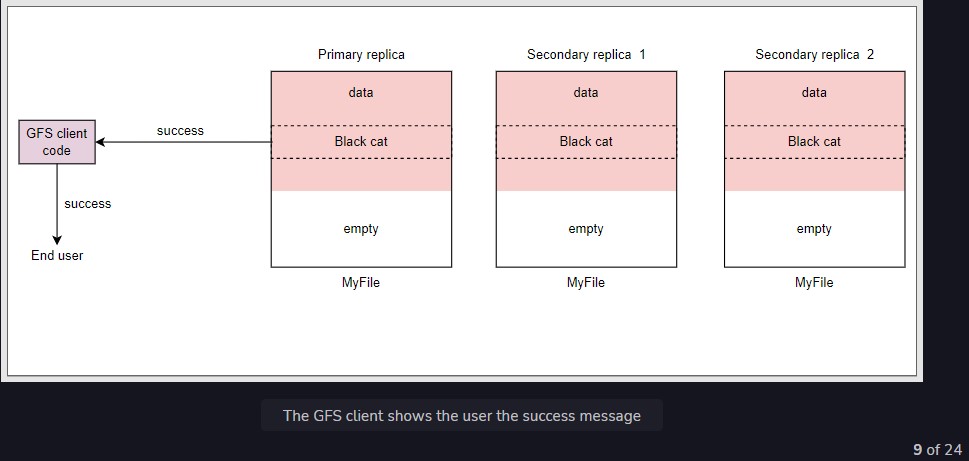 Primary replica
Secondary replica 1
Secondary replica 2
data
data
data
GFS client
code
success
Black cat
Black cat
Black cat
success
empty
empty
empty
End user
MyFile
MyFile
MyFile
The GFS client shows the user the success message
9 of 24